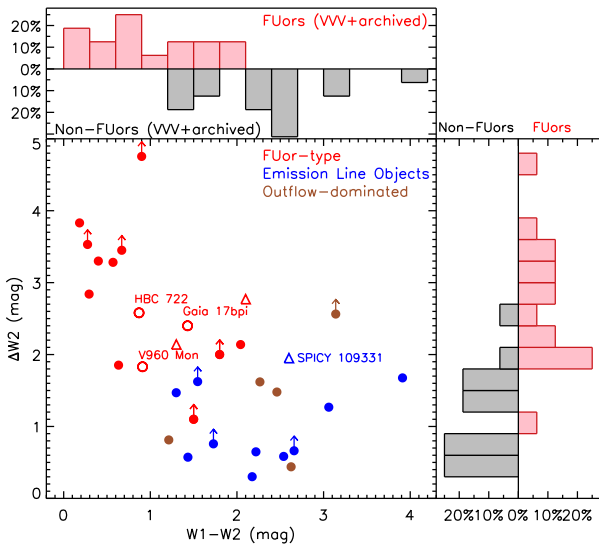 FUors (VVV+archived)
20%
10%
0%
10%
20%
Non-FUors (VVV+archived)
Non-FUors FUors
5
4
3
2
1
0
ΔW2 (mag)
FUor-type
Emission Line Objects
Outflow-dominated
HBC 722
Gaia 17bpi
V960 Mon
SPICY 109331
0 1 2 3 4
W1-W2 (mag)
20% 10% 0% 10% 20%